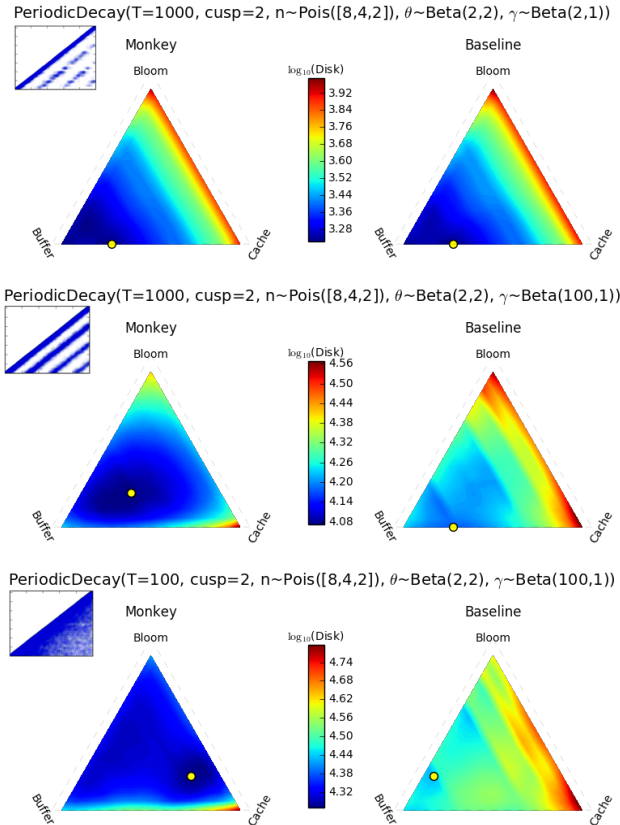 PeriodicDecay(T=1000, cusp=2, n~Pois([8,4,2]), θ~Beta(2,2), γ~Beta(2,1))
Monkey
Baseline
Bloom
log₁₀(Disk)
Bloom
3.92
3.84
3.76
3.68
3.60
3.52
3.44
3.36
3.28
Buffer
Cache
Buffer
Cache
PeriodicDecay(T=1000, cusp=2, n~Pois([8,4,2]), θ~Beta(2,2), γ~Beta(100,1))
Monkey
Baseline
Bloom
log₁₀(Disk)
Bloom
4.56
4.50
4.44
4.38
4.32
4.26
4.20
4.14
4.08
Buffer
Cache
Buffer
Cache
PeriodicDecay(T=100, cusp=2, n~Pois([8,4,2]), θ~Beta(2,2), γ~Beta(100,1))
Monkey
Baseline
Bloom
log₁₀(Disk)
Bloom
4.74
4.68
4.62
4.56
4.50
4.44
4.38
4.32
Buffer
Cache
Buffer
Cache